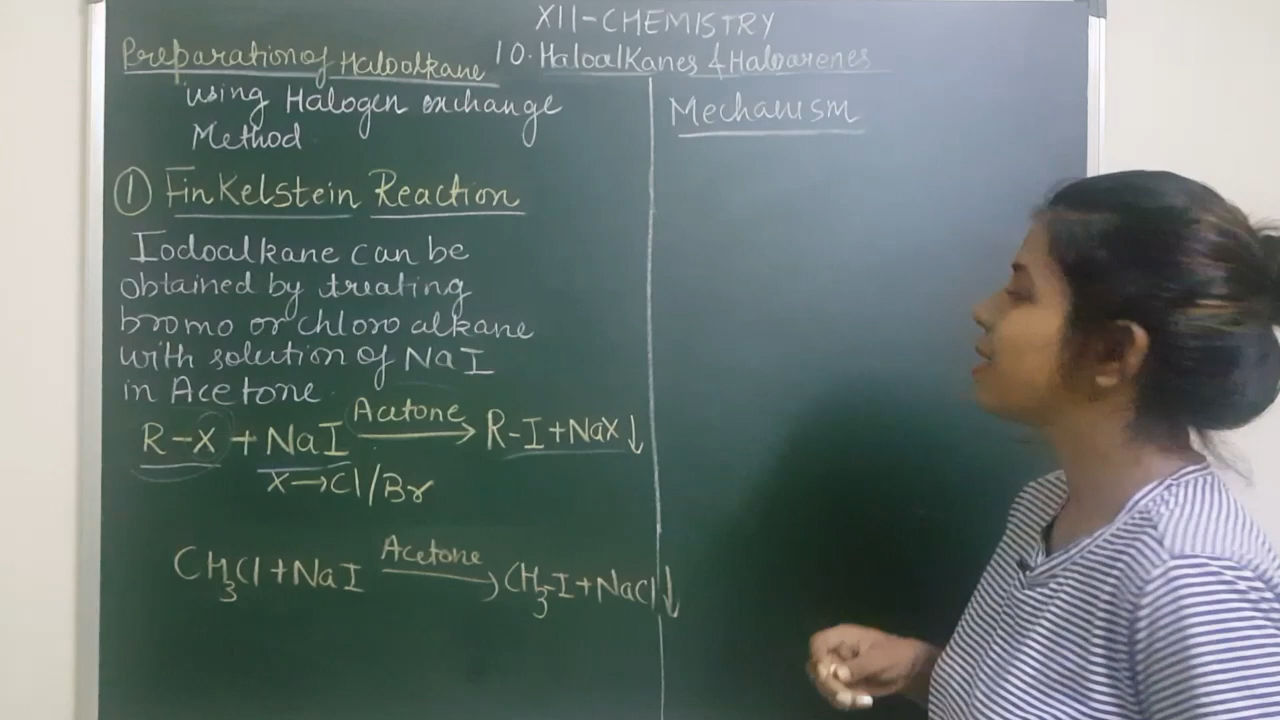 XII-CHEMISTRY
10. Haloalkanes & Haloarenes
Preparation of Haloalkane
using Halogen exchange
Method
① Finkelstein Reaction
Iodoalkane can be
obtained by treating
bromo or chloro alkane
with solution of NaI
in Acetone.
R-X + NaI Acetone → R-I + NaX ↓
X → Cl/Br
CH₃Cl + NaI Acetone → CH₃-I + NaCl ↓
Mechanism